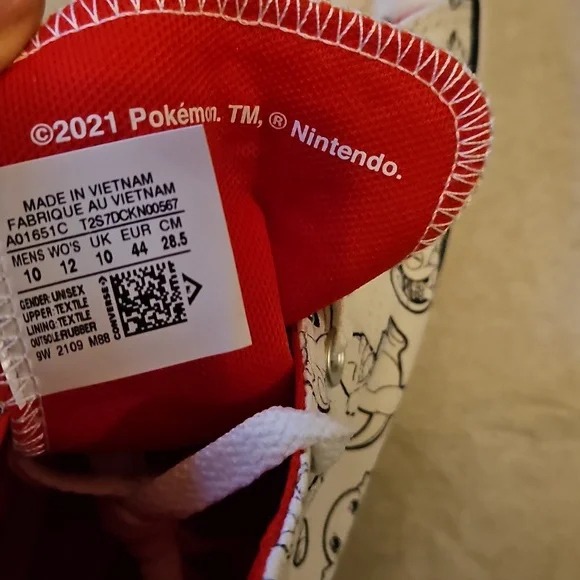 ©2021 Pokémon. TM, ® Nintendo.
MADE IN VIETNAM
FABRIQUE AU VIETNAM
A01651C T2S7DCKN00567
MENS WO'S UK EUR CM
10 12 10 44 28.5
GENDER: UNISEX
UPPER: TEXTILE
LINING: TEXTILE
OUTSOLE: RUBBER
9W 2109 M88
CONVERSE